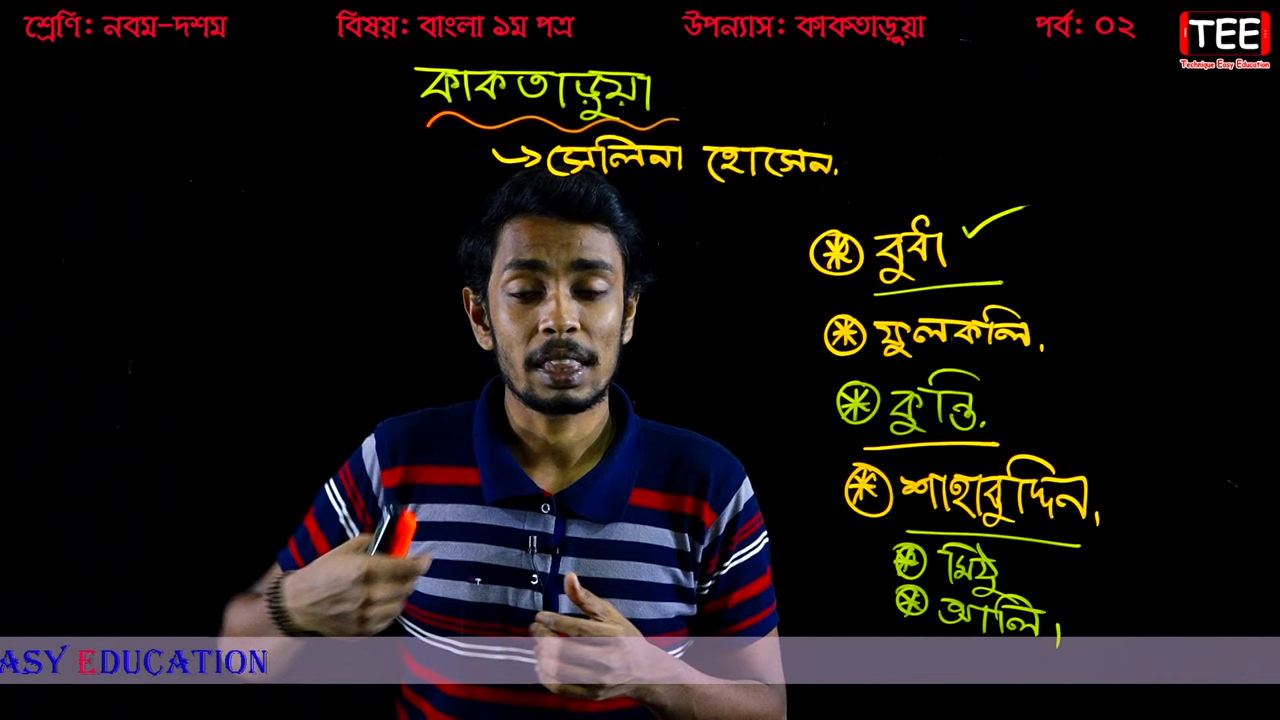 শ্রেণি: নবম-দশম বিষয়: বাংলা ১ম পত্র উপন্যাস: কাকতাড়ুয়া পর্ব: ০২
TEE
Technique Easy Education
কাকতাড়ুয়া
সেলিনা হোসেন.
বুধা
ফুলকলি.
কুন্তি.
শাহাবুদ্দিন,
মিঠু
আলি,
ASY EDUCATION